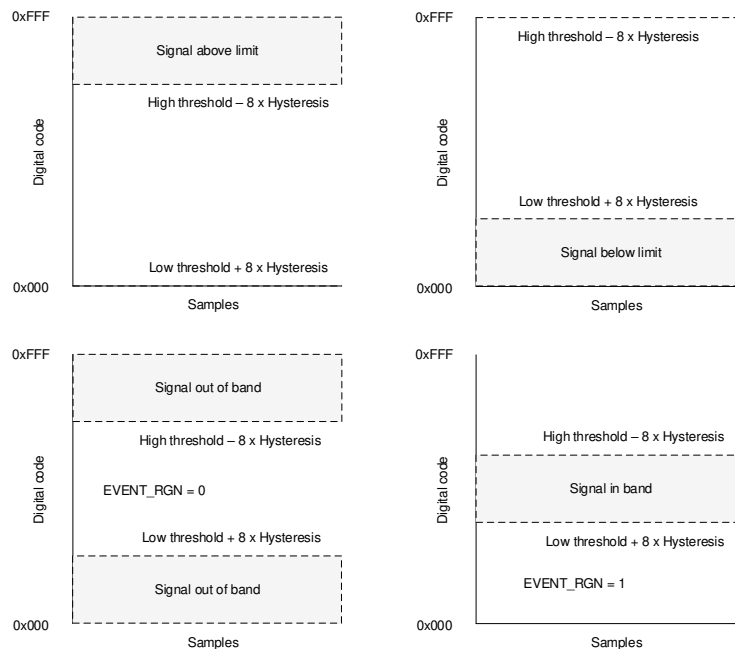 0xFFF
Signal above limit
High threshold – 8 x Hysteresis
Digital code
Low threshold + 8 x Hysteresis
0x000
Samples
0xFFF
High threshold – 8 x Hysteresis
Digital code
Low threshold + 8 x Hysteresis
Signal below limit
0x000
Samples
0xFFF
Signal out of band
High threshold – 8 x Hysteresis
Digital code
EVENT_RGN = 0
Low threshold + 8 x Hysteresis
Signal out of band
0x000
Samples
0xFFF
High threshold – 8 x Hysteresis
Digital code
Signal in band
Low threshold + 8 x Hysteresis
EVENT_RGN = 1
0x000
Samples